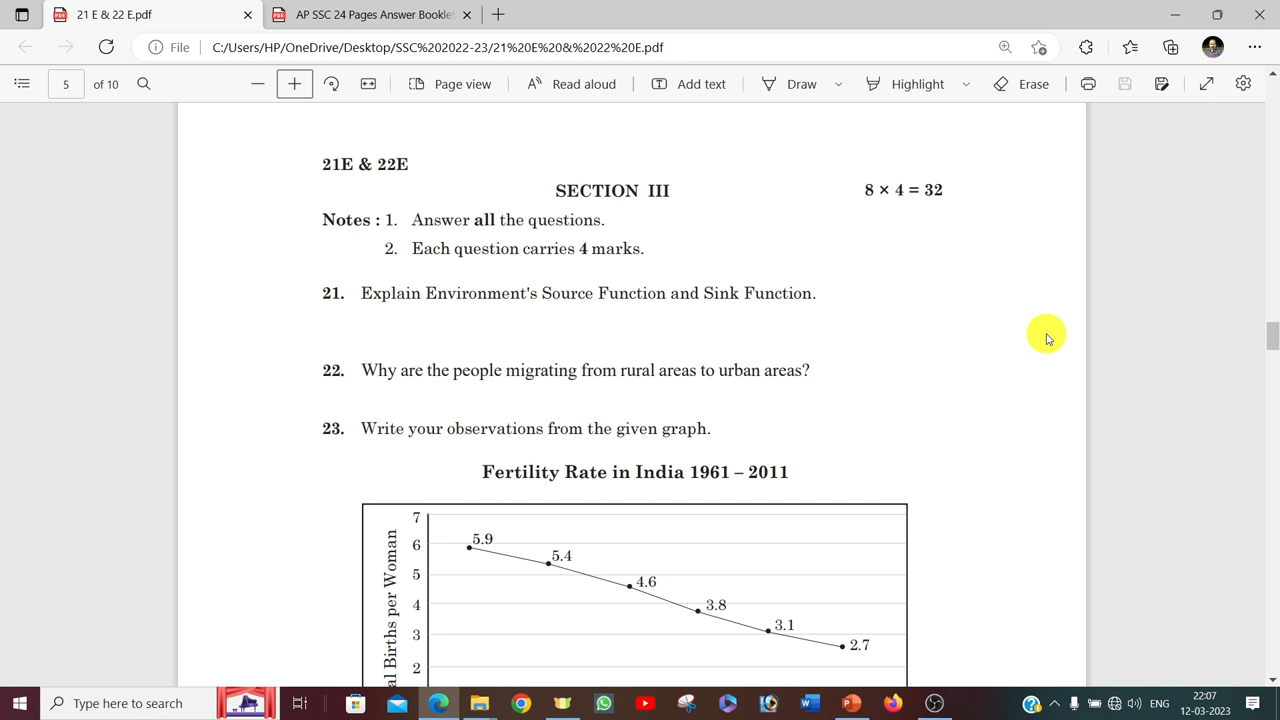 21 E & 22 E.pdf
AP SSC 24 Pages Answer Booklet
File
C:/Users/HP/OneDrive/Desktop/SSC%202022-23/21%20E%20&%2022%20E.pdf
5 of 10
Page view
Read aloud
Add text
Draw
Highlight
Erase
21E & 22E
SECTION III
8 × 4 = 32
Notes : 1. Answer all the questions.
2. Each question carries 4 marks.
21. Explain Environment's Source Function and Sink Function.
22. Why are the people migrating from rural areas to urban areas?
23. Write your observations from the given graph.
Fertility Rate in India 1961 – 2011
7
6
5
4
3
2
al Births per Woman
5.9
5.4
4.6
3.8
3.1
2.7
Type here to search
ENG
22:07
12-03-2023